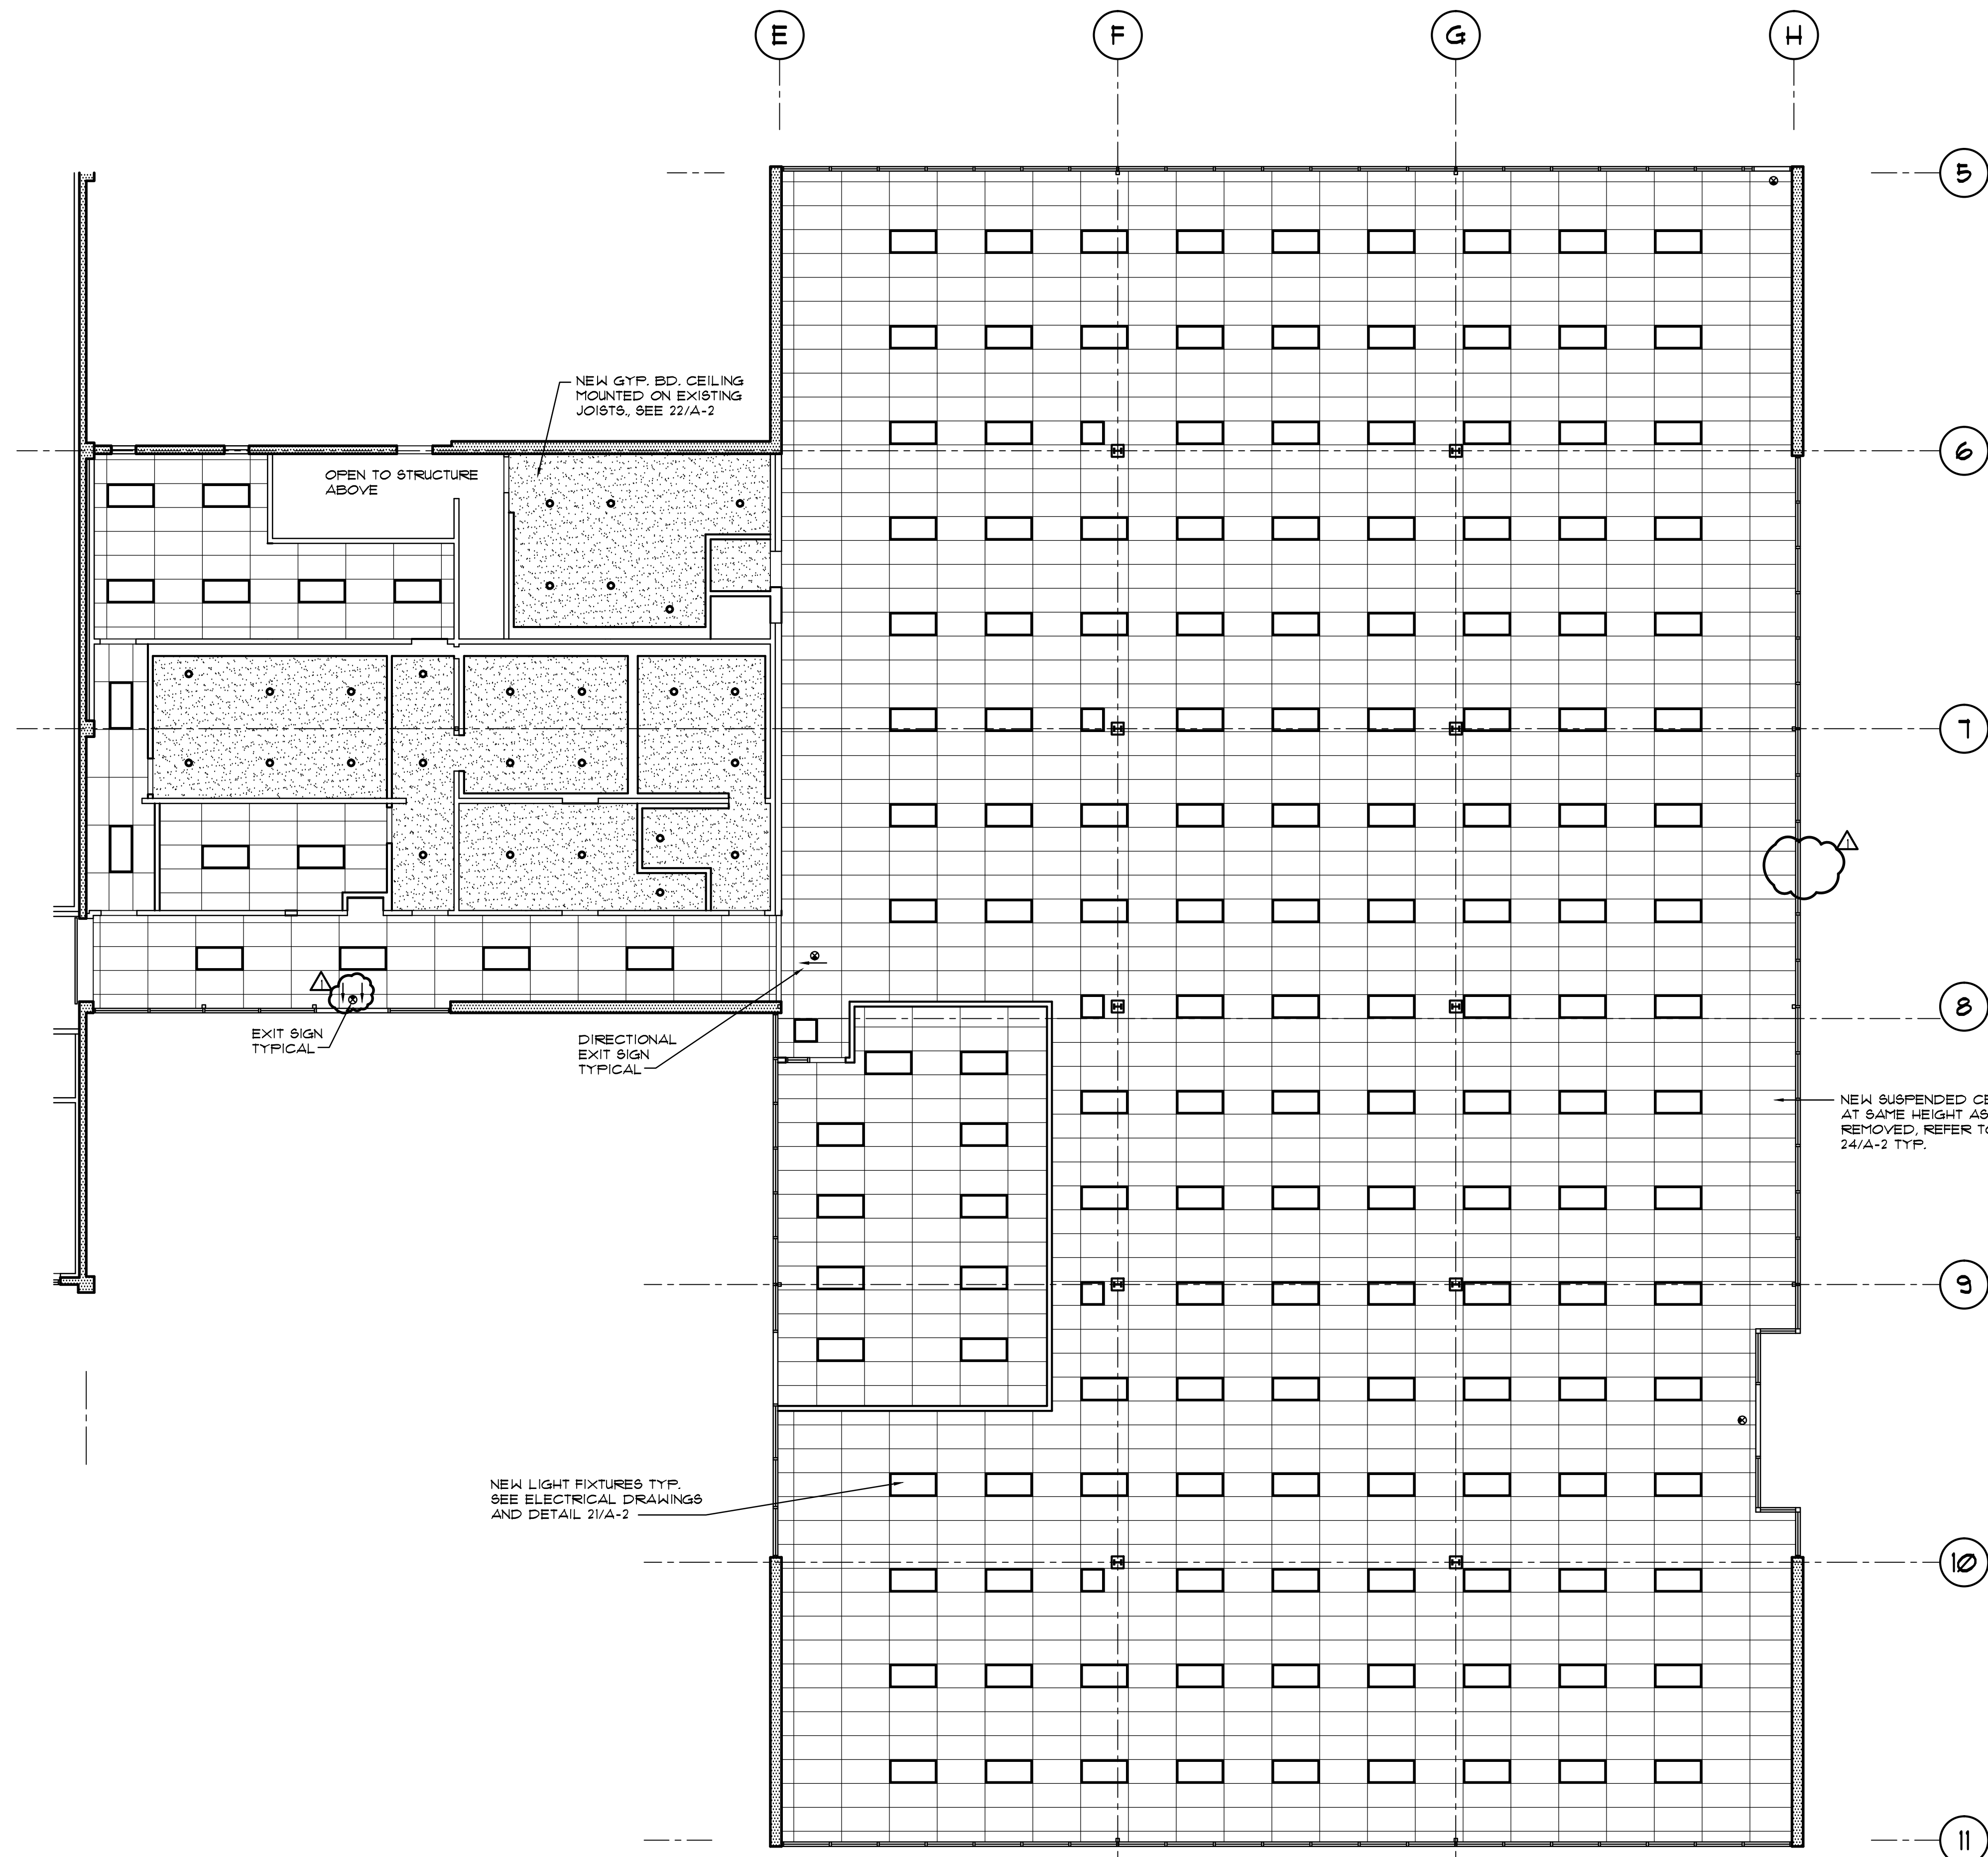 E
F
G
H
5
NEW GYP. BD. CEILING
MOUNTED ON EXISTING
JOISTS., SEE 22/A-2
6
OPEN TO STRUCTURE
ABOVE
7
1
1
8
EXIT SIGN
TYPICAL
DIRECTIONAL
EXIT SIGN
TYPICAL
NEW SUSPENDED CE
AT SAME HEIGHT AS
REMOVED, REFER TO
24/A-2 TYP.
9
NEW LIGHT FIXTURES TYP.
SEE ELECTRICAL DRAWINGS
AND DETAIL 21/A-2
10
11